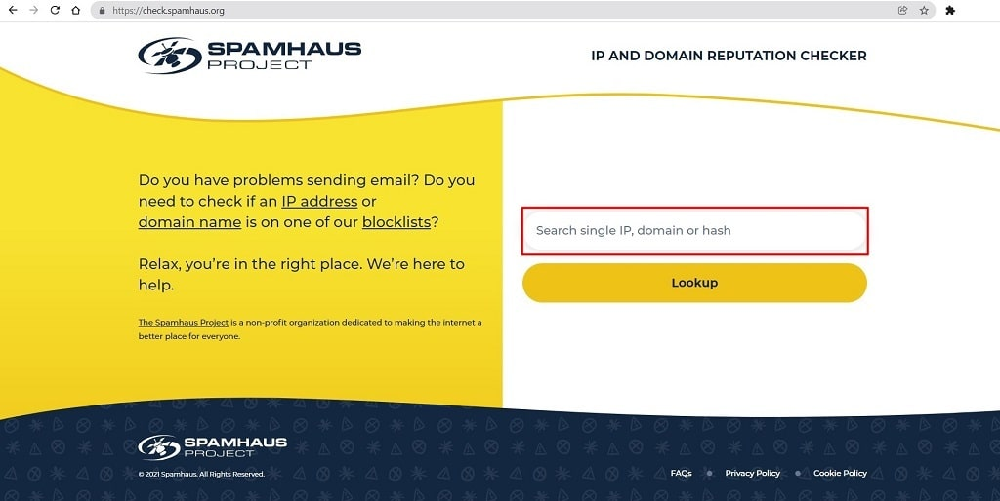 https://check.spamhaus.org
SPAMHAUS
PROJECT
IP AND DOMAIN REPUTATION CHECKER
Do you have problems sending email? Do you
need to check if an IP address or
domain name is on one of our blocklists?
Relax, you’re in the right place. We’re here to
help.
The Spamhaus Project is a non-profit organization dedicated to making the internet a
better place for everyone.
Search single IP, domain or hash
Lookup
SPAMHAUS
PROJECT
© 2021 Spamhaus. All Rights Reserved.
FAQs
Privacy Policy
Cookie Policy